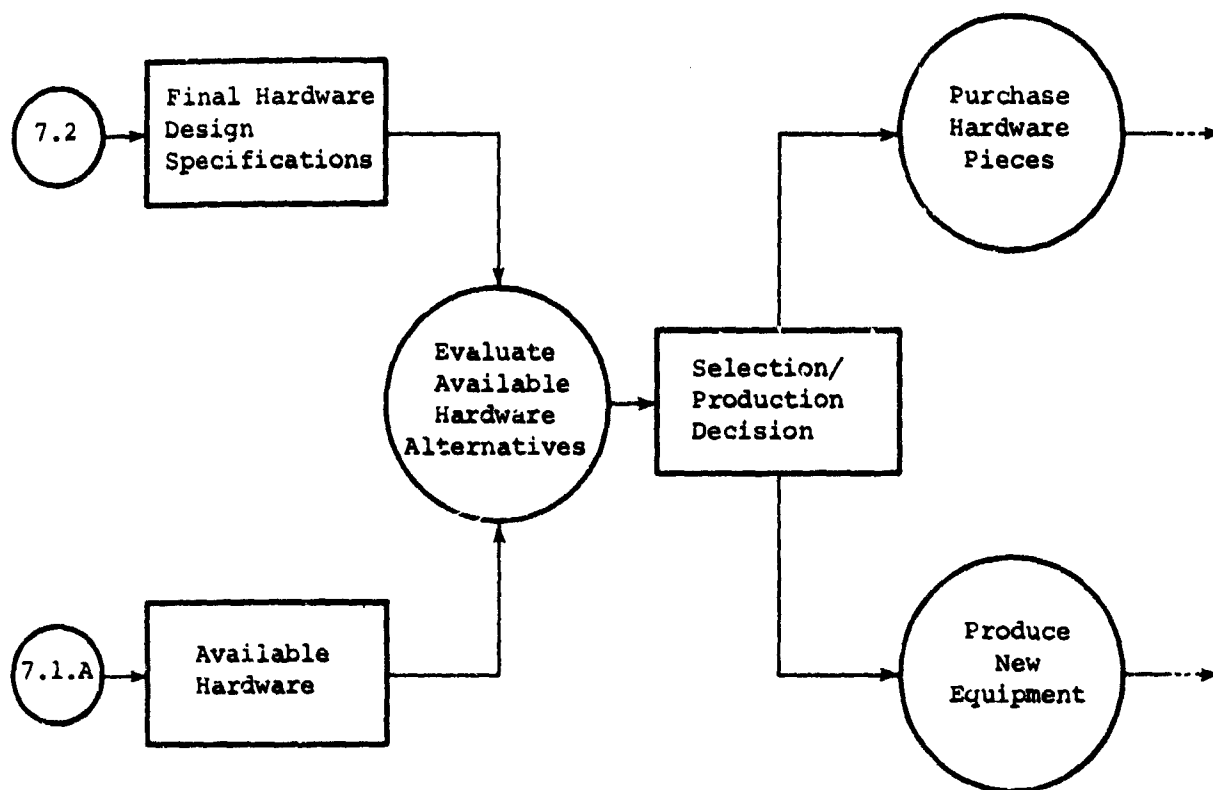 7.2
Final Hardware
Design
Specifications
Purchase
Hardware
Pieces
Evaluate
Available
Hardware
Alternatives
Selection/
Production
Decision
7.1.A
Available
Hardware
Produce
New
Equipment